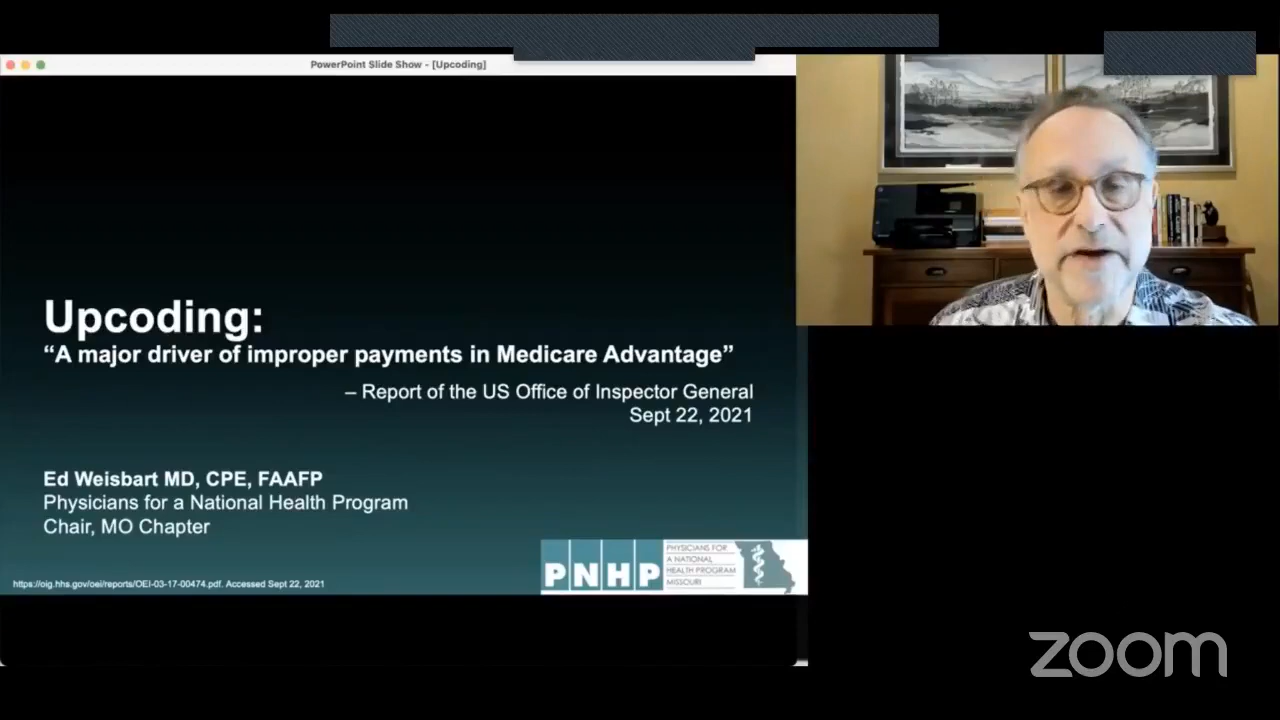 PowerPoint Slide Show - [Upcoding]
Upcoding:
“A major driver of improper payments in Medicare Advantage”
– Report of the US Office of Inspector General
Sept 22, 2021
Ed Weisbart MD, CPE, FAAFP
Physicians for a National Health Program
Chair, MO Chapter
https://oig.hhs.gov/oei/reports/OEI-03-17-00474.pdf. Accessed Sept 22, 2021
PNHP
PHYSICIANS FOR
A NATIONAL
HEALTH PROGRAM
MISSOURI
zoom